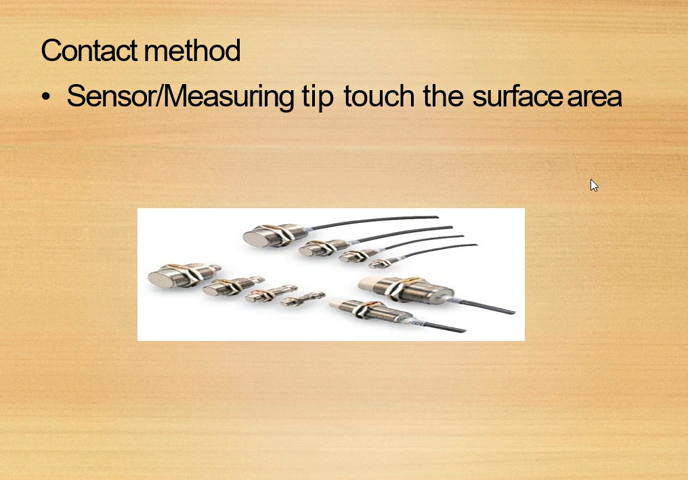 Contact method
• Sensor/Measuring tip touch the surface area